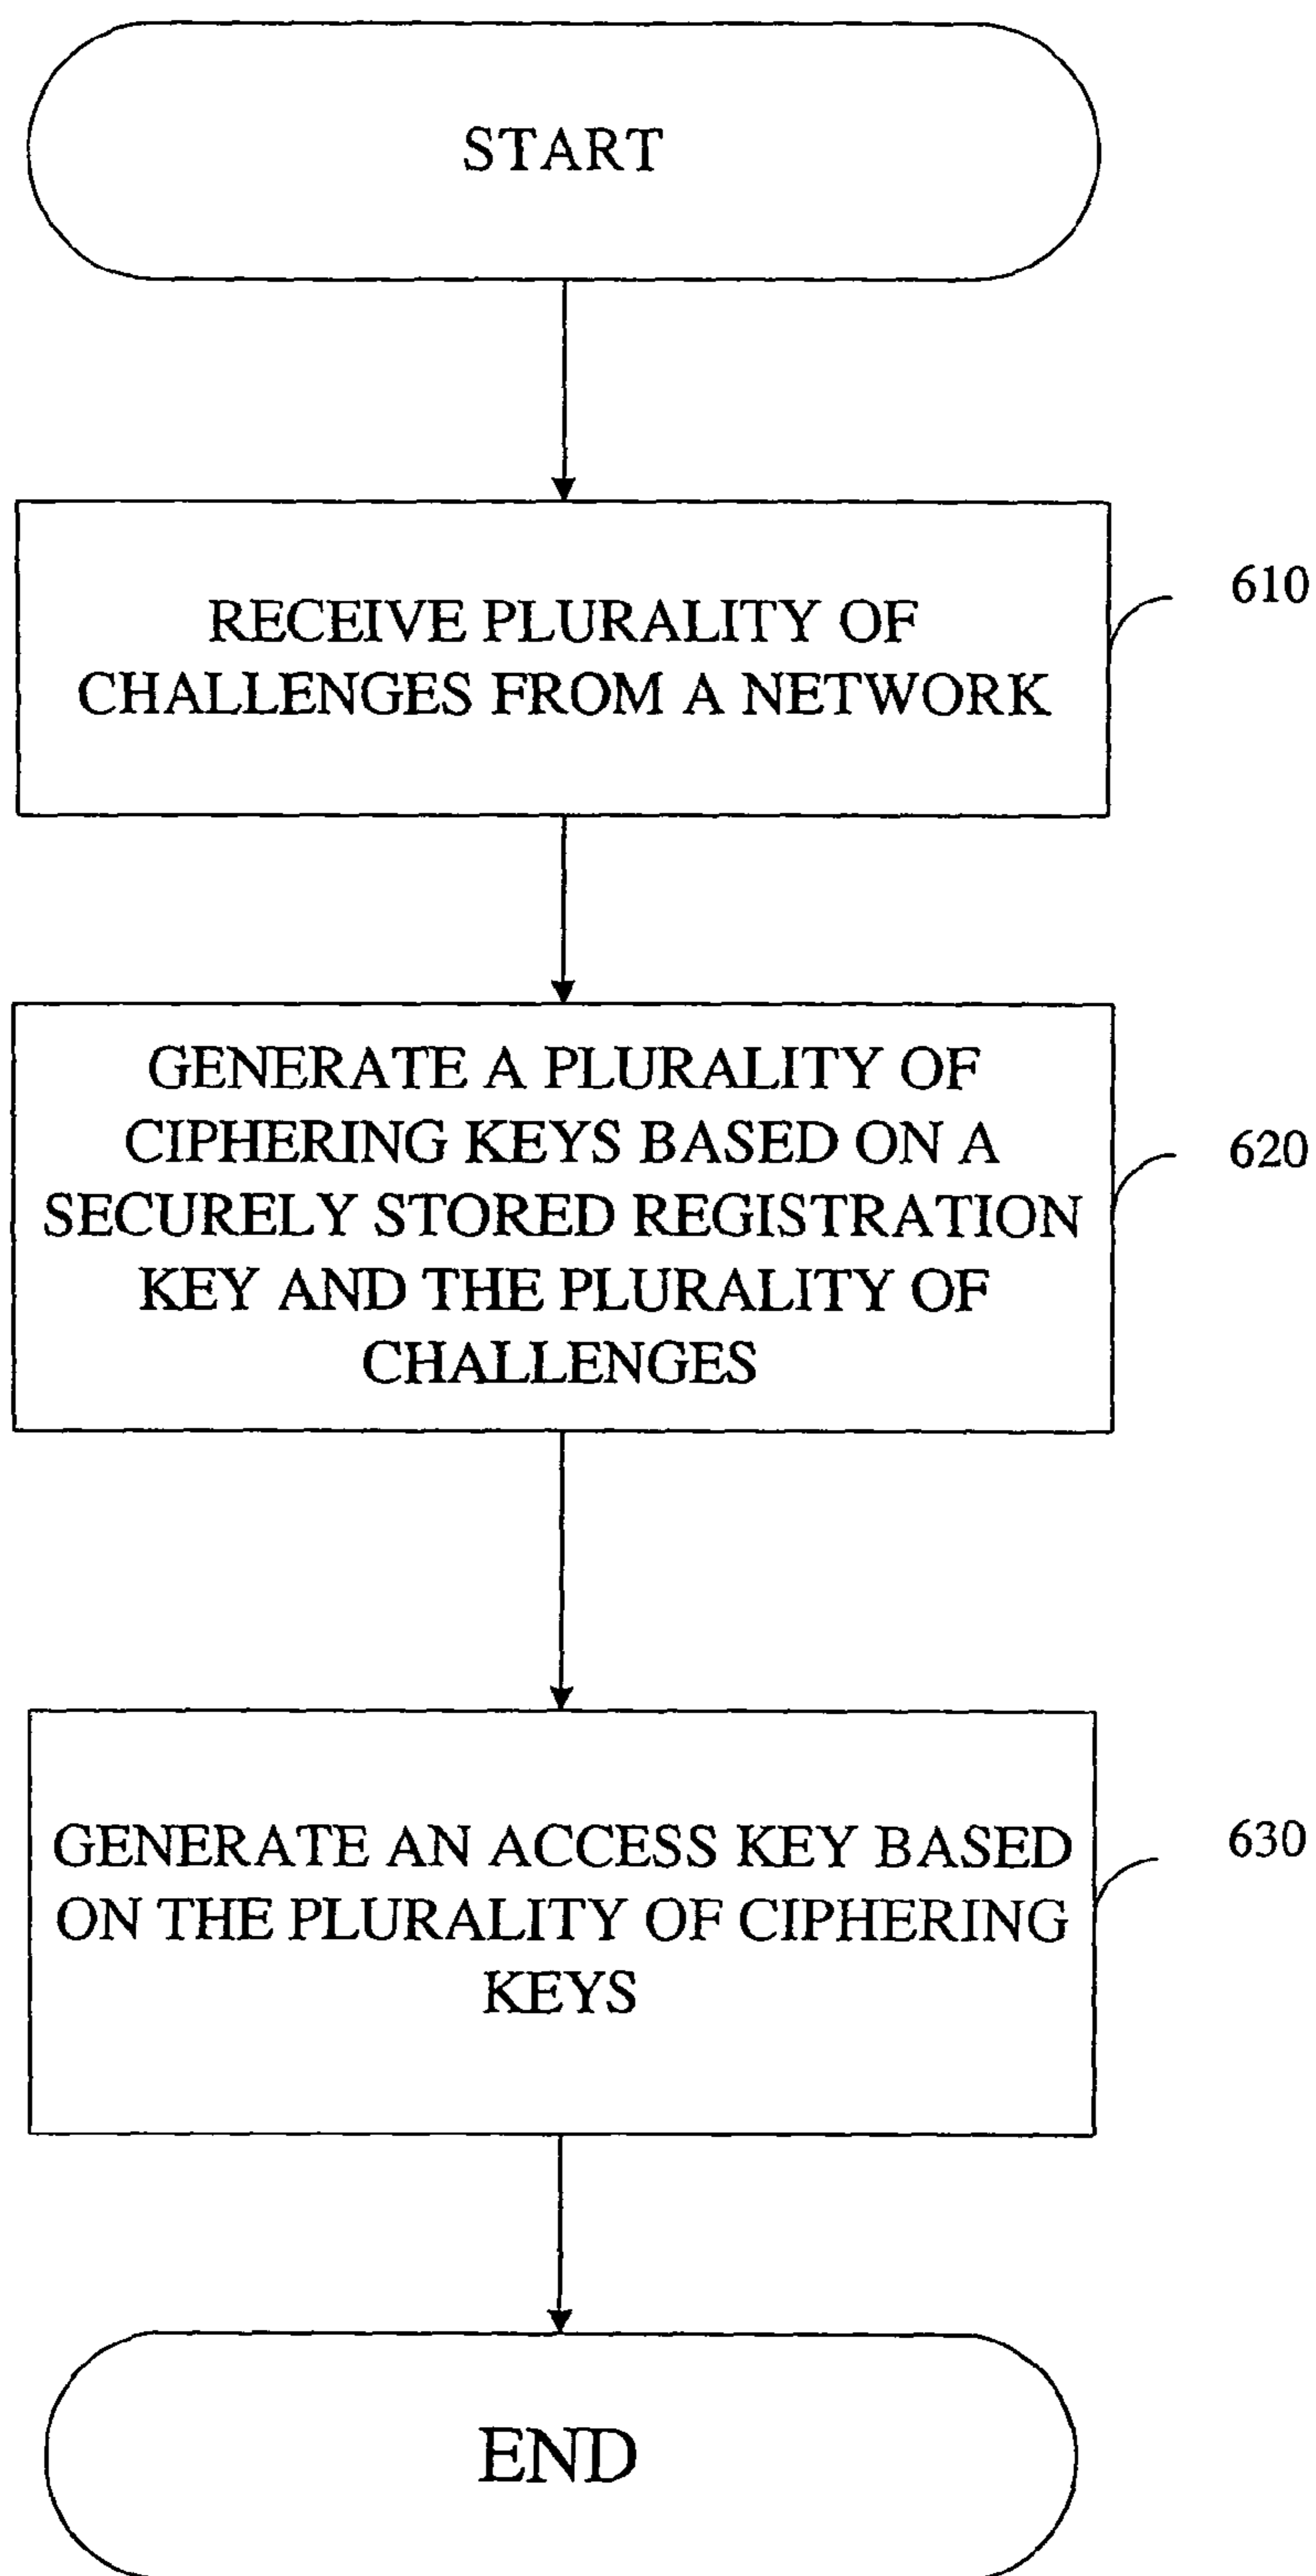 START
RECEIVE PLURALITY OF
CHALLENGES FROM A NETWORK
610
GENERATE A PLURALITY OF
CIPHERING KEYS BASED ON A
SECURELY STORED REGISTRATION
KEY AND THE PLURALITY OF
CHALLENGES
620
GENERATE AN ACCESS KEY BASED
ON THE PLURALITY OF CIPHERING
KEYS
630
END